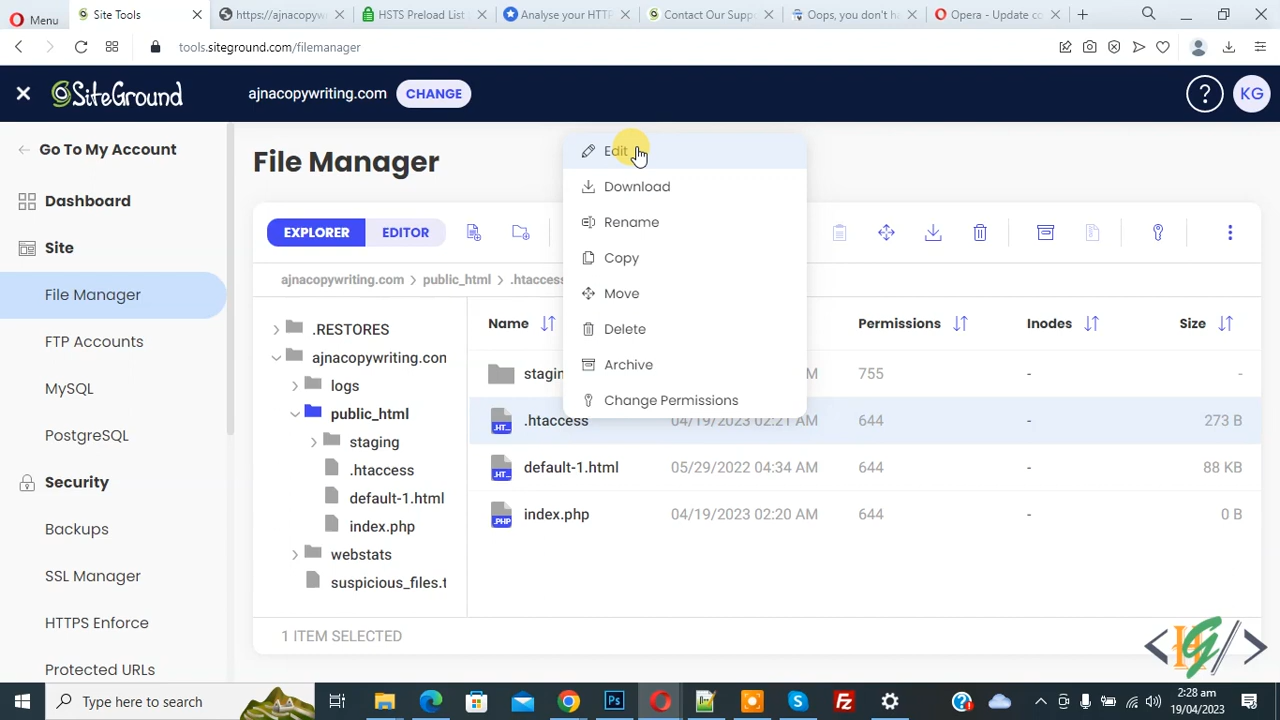 Menu
Site Tools
https://ajnacopywr
HSTS Preload List
Analyse your HTTP
Contact Our Supp
Oops, you don't he
Opera - Update co
tools.siteground.com/filemanager
SiteGround
ajnacopywriting.com
CHANGE
?
KG
Go To My Account
Dashboard
Site
File Manager
FTP Accounts
MySQL
PostgreSQL
Security
Backups
SSL Manager
HTTPS Enforce
Protected URLs
File Manager
EXPLORER
EDITOR
ajnacopywriting.com > public_html > .htaccess
.RESTORES
ajnacopywriting.con
logs
public_html
staging
.htaccess
default-1.html
index.php
webstats
suspicious_files.t
Edit
Download
Rename
Copy
Move
Delete
Archive
Change Permissions
Name Permissions Inodes Size
stagin M 755 - -
.htaccess 04/19/2023 02:21 AM 644 - 273 B
default-1.html 05/29/2022 04:34 AM 644 - 88 KB
index.php 04/19/2023 02:20 AM 644 - 0 B
1 ITEM SELECTED
Type here to search
2:28 am
19/04/2023